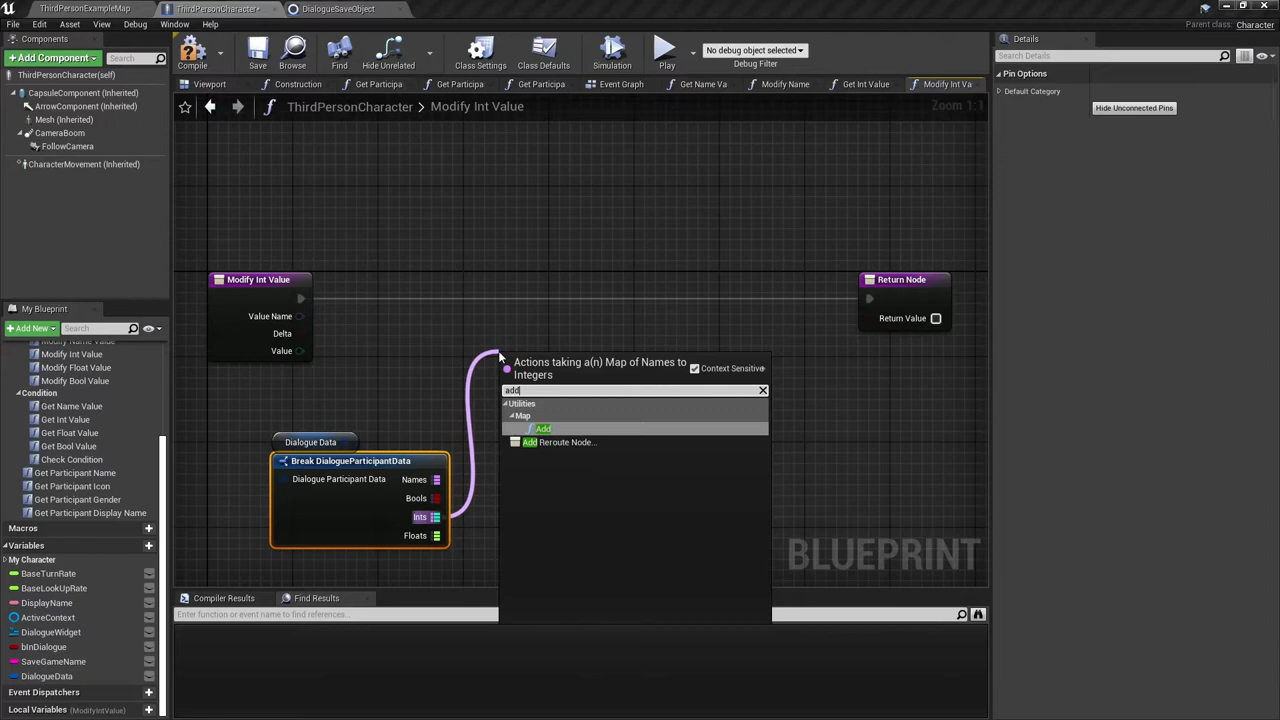 ThirdPersonExampleMap
ThirdPersonCharacter•
DialogueSaveObject
File Edit Asset View Debug Window Help
Parent class: Character
Components
Details
+ Add Component
Search
Compile
Save
Browse
Find
Hide Unrelated
Class Settings
Class Defaults
Simulation
Play
No debug object selected
Debug Filter
Search Details
ThirdPersonCharacter(self)
CapsuleComponent (Inherited)
ArrowComponent (Inherited)
Mesh (Inherited)
CameraBoom
FollowCamera
CharacterMovement (Inherited)
Viewport
Construction
Get Participa
Get Participa
Get Participa
Event Graph
Get Name Va
Modify Name
Get Int Value
Modify Int Va
Pin Options
Default Category
Hide Unconnected Pins
ThirdPersonCharacter
Modify Int Value
Zoom 1:1
Modify Int Value
Value Name
Delta
Value
Return Node
Return Value
Actions taking a(n) Map of Names to
Integers
Context Sensitive
add
Utilities
Map
Add
Add Reroute Node...
Dialogue Data
Break DialogueParticipantData
Dialogue Participant Data
Names
Bools
Ints
Floats
BLUEPRINT
My Blueprint
+ Add New
Search
Modify Name Value
Modify Int Value
Modify Float Value
Modify Bool Value
Condition
Get Name Value
Get Int Value
Get Float Value
Get Bool Value
Check Condition
Get Participant Name
Get Participant Icon
Get Participant Gender
Get Participant Display Name
Macros
Variables
My Character
BaseTurnRate
BaseLookUpRate
DisplayName
ActiveContext
DialogueWidget
bInDialogue
SaveGameName
DialogueData
Event Dispatchers
Local Variables (ModifyIntValue)
Compiler Results
Find Results
Enter function or event name to find references...